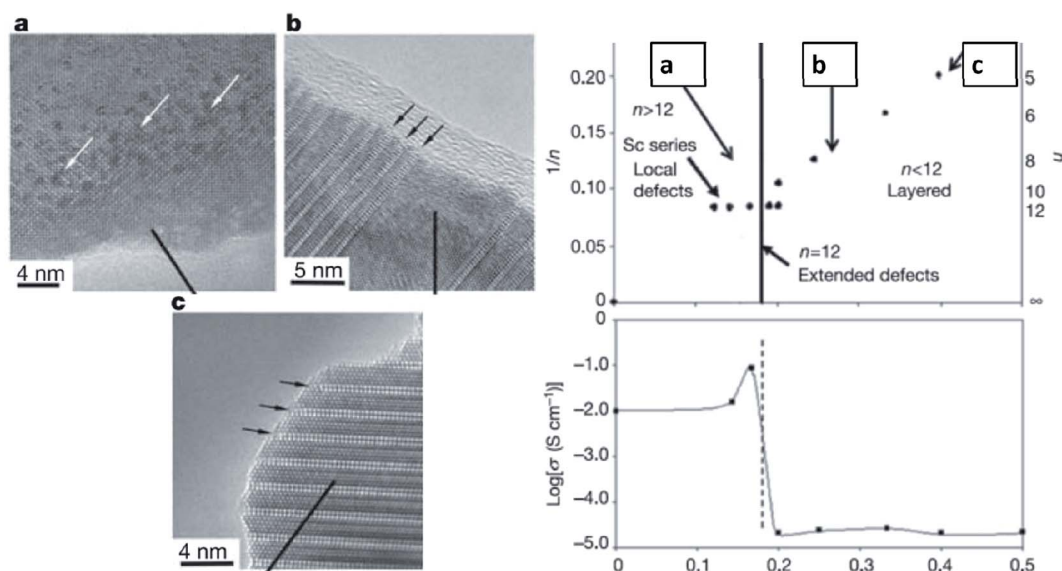 a
4 nm
b
5 nm
c
4 nm
0.20
0.15
0.10
0.05
0
1/n
a
b
c
n>12
Sc series
Local
defects
n<12
Layered
n=12
Extended defects
5
6
8
10
12
∞
n
0
−1.0
−2.0
−3.0
−4.0
−5.0
Log[σ (S cm⁻¹)]
0
0.1
0.2
0.3
0.4
0.5